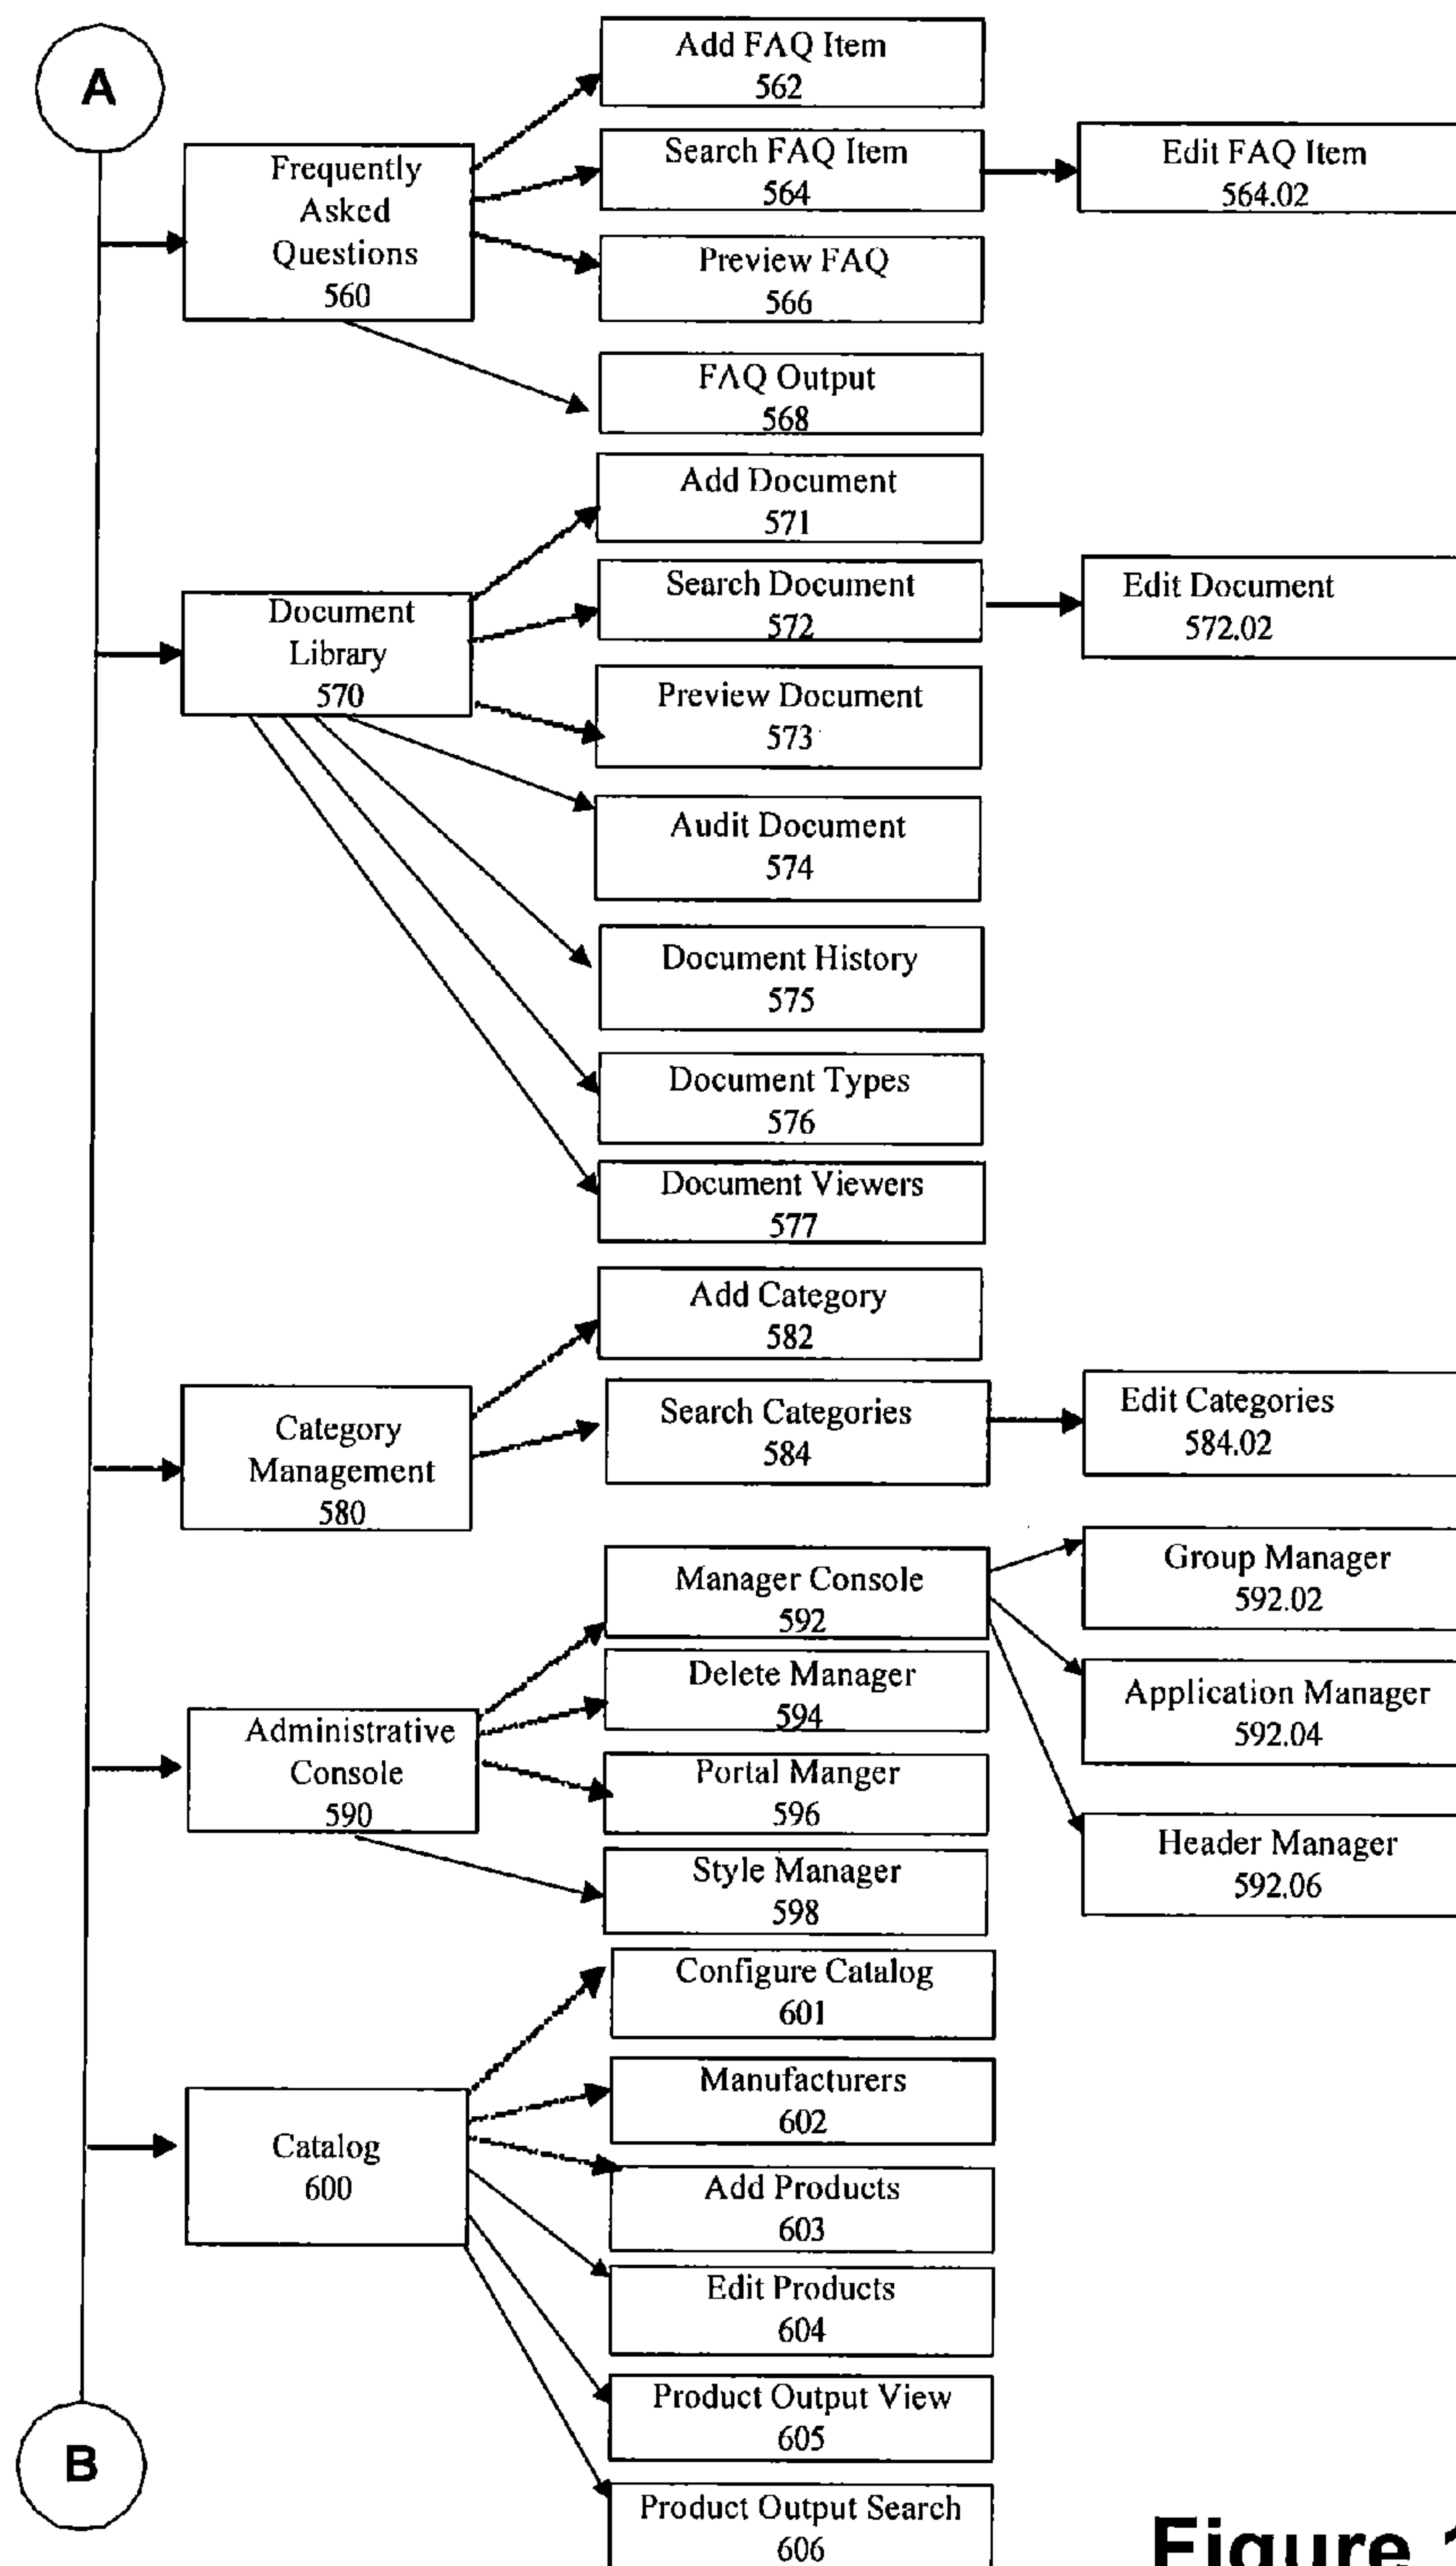 A
Frequently
Asked
Questions
560
Add FAQ Item
562
Search FAQ Item
564
Edit FAQ Item
564.02
Preview FAQ
566
FAQ Output
568
Document
Library
570
Add Document
571
Search Document
572
Edit Document
572.02
Preview Document
573
Audit Document
574
Document History
575
Document Types
576
Document Viewers
577
Category
Management
580
Add Category
582
Search Categories
584
Edit Categories
584.02
Administrative
Console
590
Manager Console
592
Group Manager
592.02
Application Manager
592.04
Header Manager
592.06
Delete Manager
594
Portal Manger
596
Style Manager
598
Catalog
600
Configure Catalog
601
Manufacturers
602
Add Products
603
Edit Products
604
Product Output View
605
Product Output Search
606
B
Figure